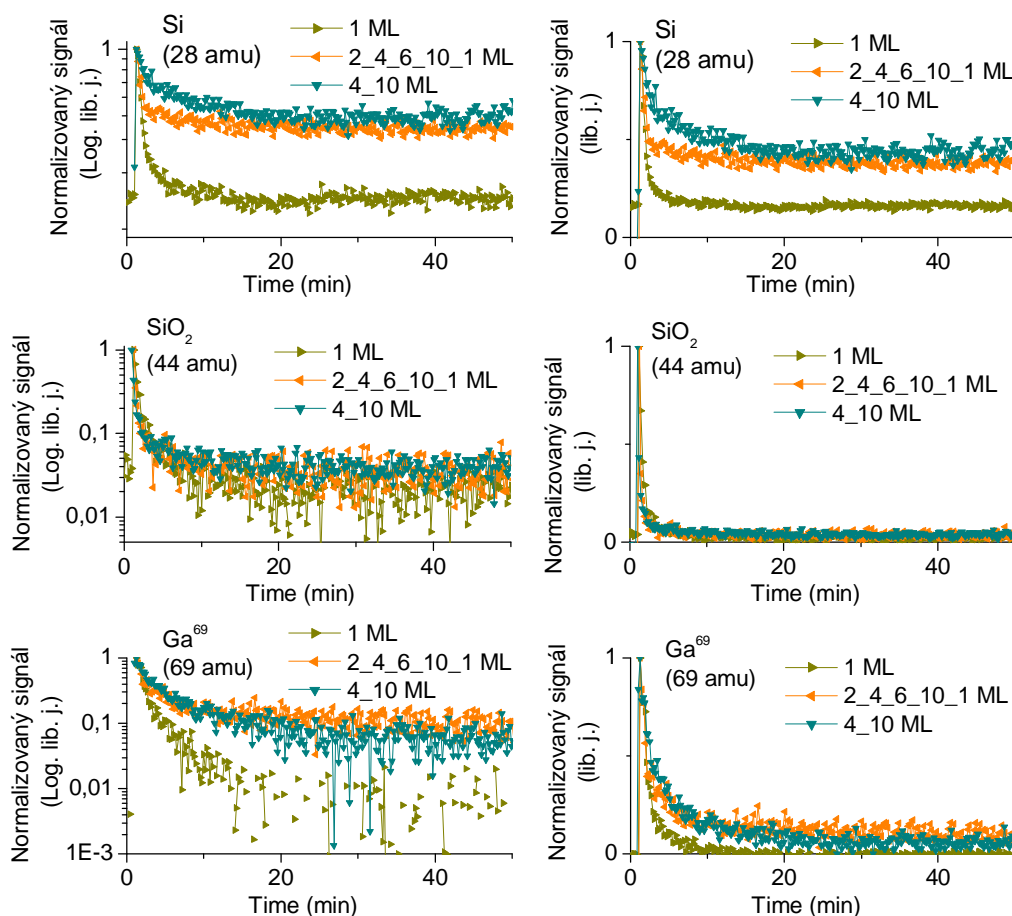 Si
(28 amu)
1 ML
2_4_6_10_1 ML
4_10 ML
Normalizovaný signál
(Log. lib. j.)
1
0
20
40
Time (min)
Si
(28 amu)
1 ML
2_4_6_10_1 ML
4_10 ML
Normalizovaný signál
(lib. j.)
1
0
0
20
40
Time (min)
SiO₂
(44 amu)
1 ML
2_4_6_10_1 ML
4_10 ML
Normalizovaný signál
(Log. lib. j.)
1
0,1
0,01
0
20
40
Time (min)
SiO₂
(44 amu)
1 ML
2_4_6_10_1 ML
4_10 ML
Normalizovaný signál
(lib. j.)
1
0
0
20
40
Time (min)
Ga⁶⁹
(69 amu)
1 ML
2_4_6_10_1 ML
4_10 ML
Normalizovaný signál
(Log. lib. j.)
1
0,1
0,01
1E-3
0
20
40
Time (min)
Ga⁶⁹
(69 amu)
1 ML
2_4_6_10_1 ML
4_10 ML
Normalizovaný signál
(lib. j.)
1
0
0
20
40
Time (min)